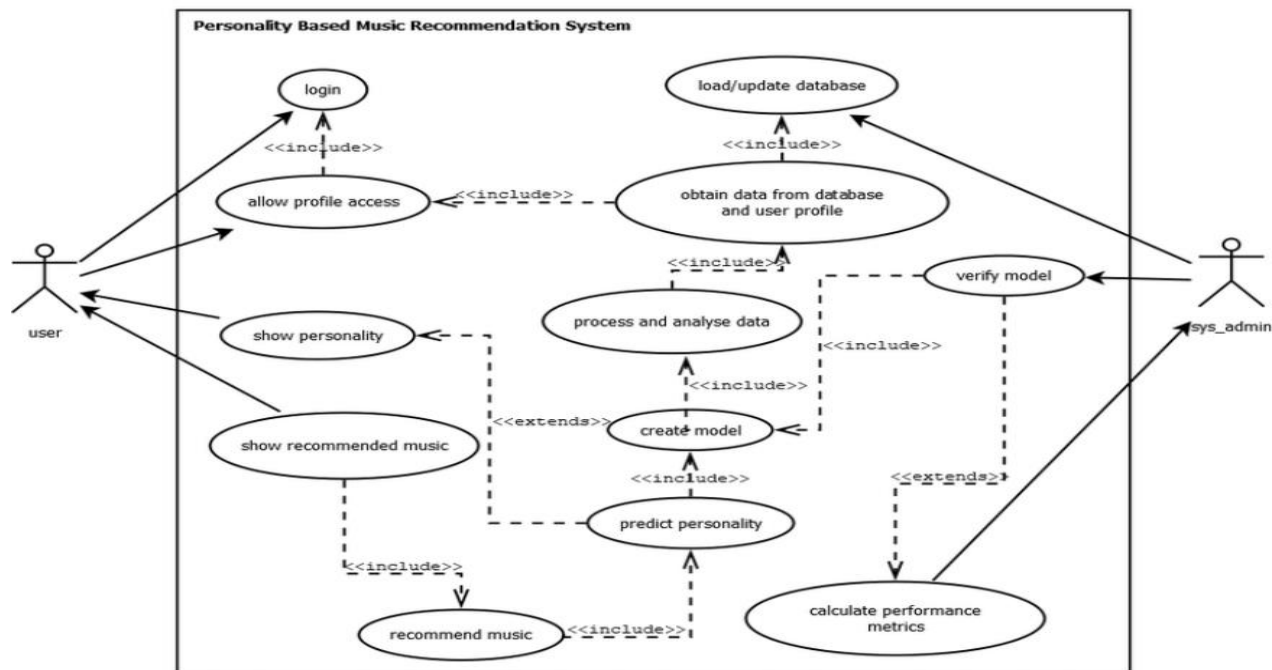 Personality Based Music Recommendation System
login
load/update database
<<include>>
<<include>>
allow profile access
<<include>>
obtain data from database
and user profile
<<include>>
verify model
user
show personality
process and analyse data
sys_admin
<<include>>
<<include>>
<<extends>>
create model
show recommended music
<<include>>
<<extends>>
predict personality
<<include>>
recommend music
<<include>>
calculate performance
metrics